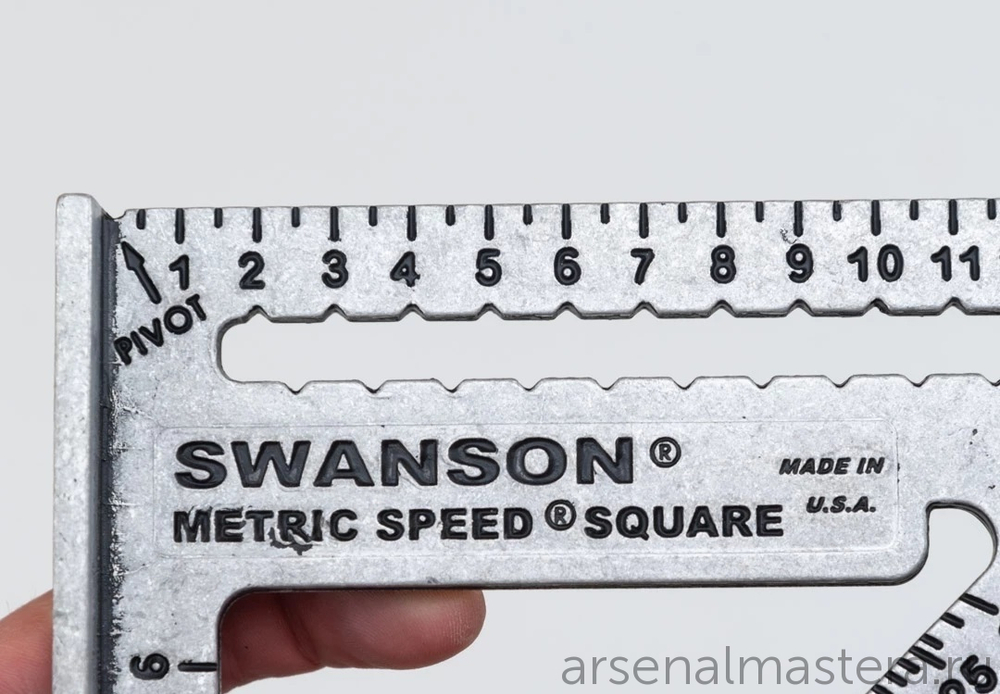 1 2 3 4 5 6 7 8 9 10 11
PIVOT
SWANSON®
MADE IN
U.S.A.
METRIC SPEED® SQUARE
6
arsenalmastera.ru